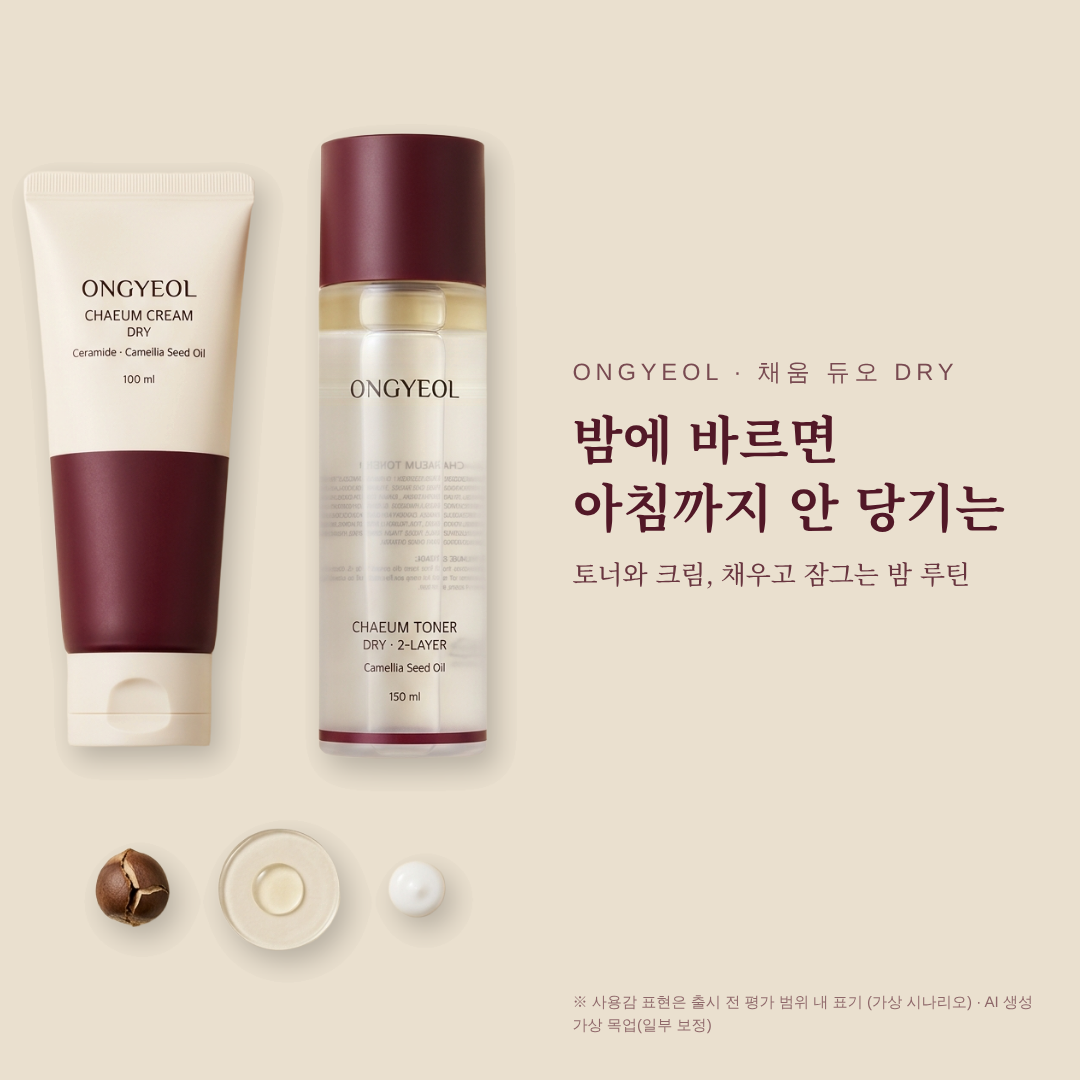 ONGYEOL
CHAEUM CREAM
DRY
Ceramide · Camellia Seed Oil
100 ml
ONGYEOL
CHAEUM TONER
DRY · 2-LAYER
Camellia Seed Oil
150 ml
ONGYEOL · 채움 듀오 DRY
밤에 바르면
아침까지 안 당기는
토너와 크림, 채우고 잠그는 밤 루틴
※ 사용감 표현은 출시 전 평가 범위 내 표기 (가상 시나리오) · AI 생성
가상 목업(일부 보정)